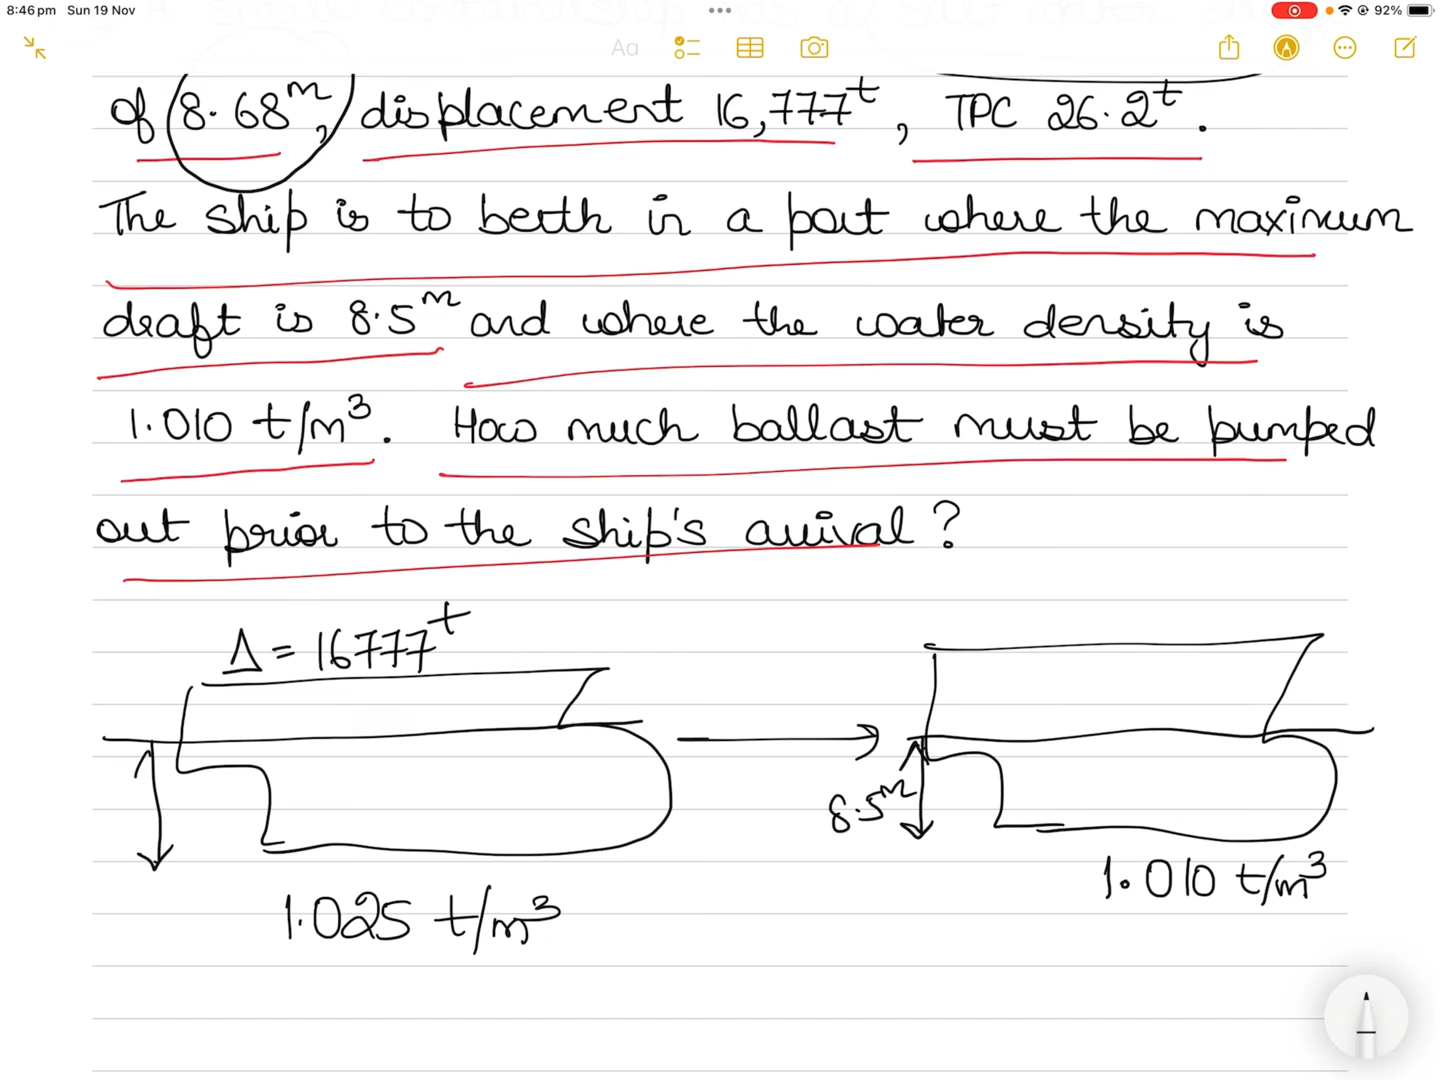 8:46 pm Sun 19 Nov
92%
Aa
of 8.68m, displacement 16,777t, TPC 26.2t.
The ship is to berth in a port where the maximum
draft is 8.5m and where the water density is
1.010 t/m³. How much ballast must be pumped
out prior to the ship's arrival?
Δ = 16777t
8.5m
1.010 t/m³
1.025 t/m³